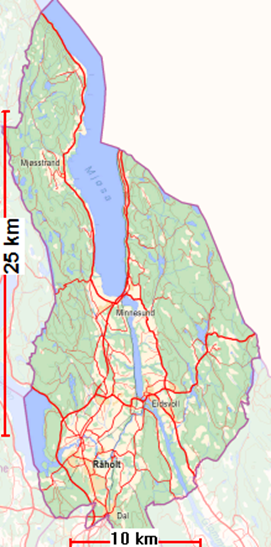 Mjøsstrand
Mjøsa
25 km
Minnesund
Eidsvoll
Råholt
Dal
10 km